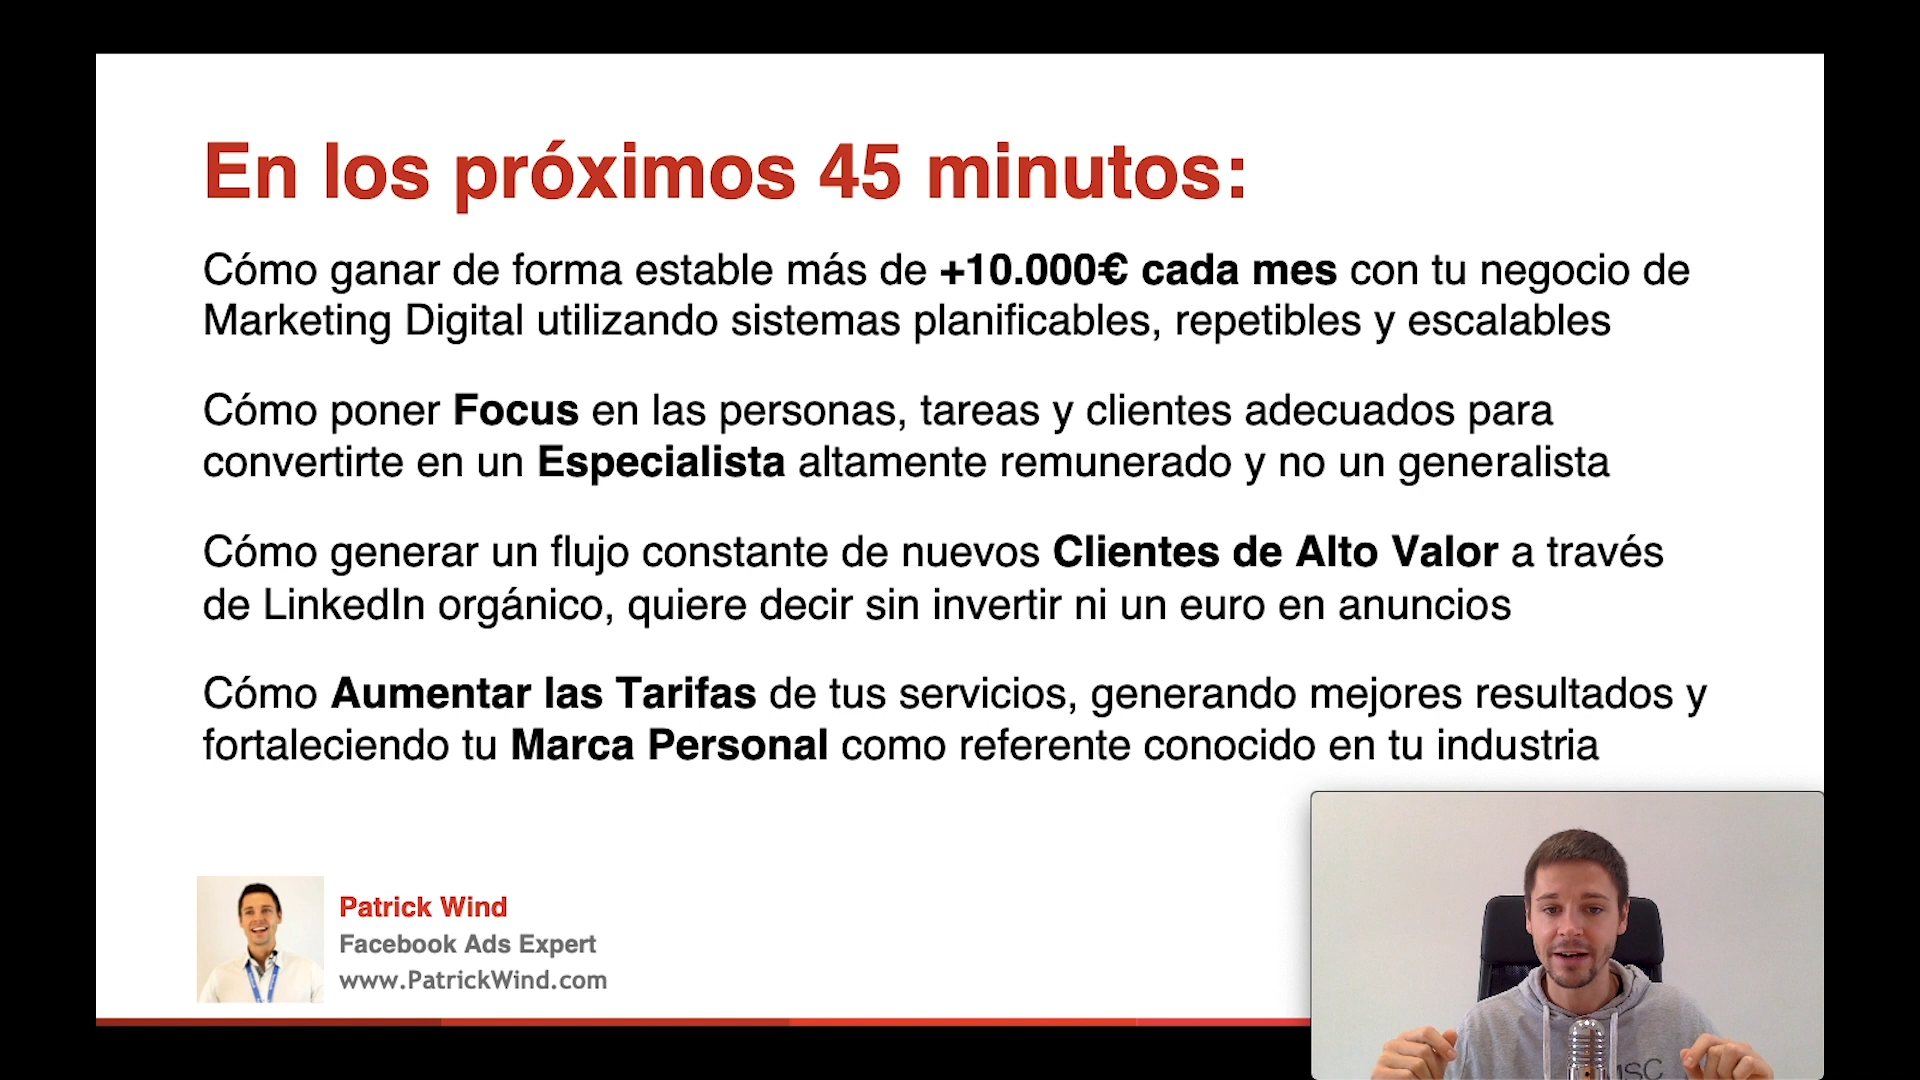 En los próximos 45 minutos:
Cómo ganar de forma estable más de +10.000€ cada mes con tu negocio de
Marketing Digital utilizando sistemas planificables, repetibles y escalables
Cómo poner Focus en las personas, tareas y clientes adecuados para
convertirte en un Especialista altamente remunerado y no un generalista
Cómo generar un flujo constante de nuevos Clientes de Alto Valor a través
de LinkedIn orgánico, quiere decir sin invertir ni un euro en anuncios
Cómo Aumentar las Tarifas de tus servicios, generando mejores resultados y
fortaleciendo tu Marca Personal como referente conocido en tu industria
Patrick Wind
Facebook Ads Expert
www.PatrickWind.com